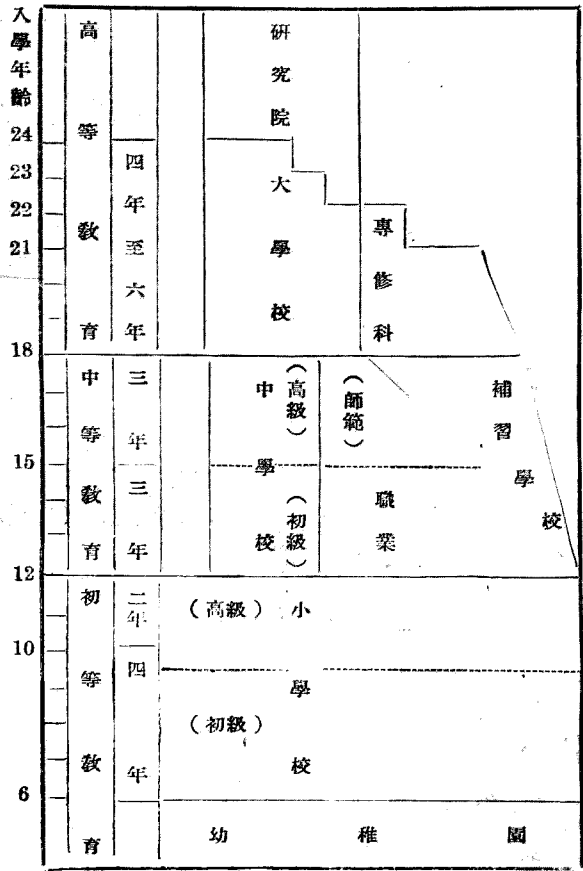 入學年齡
24
23
22
21
18
15
12
10
6
高等敎育
四年至六年
研究院
大學校
專修科
中等敎育
三年
三年
中學校
(高級)
(初級)
(師範)
職業
補習學校
初等敎育
二年
四年
(高級)
(初級)
小學校
幼稚園